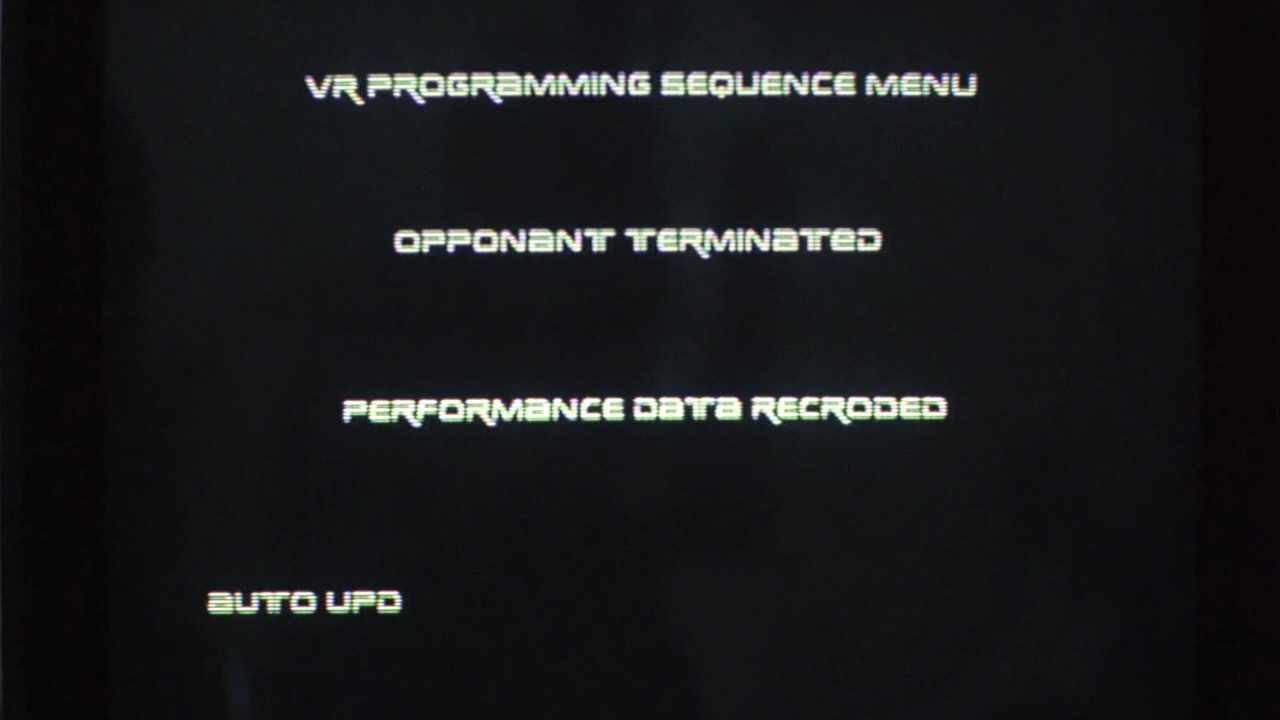 VR PROGRAMMING SEQUENCE MENU
OPPONANT TERMINATED
PERFORMANCE DATA RECRODED
AUTO UPD